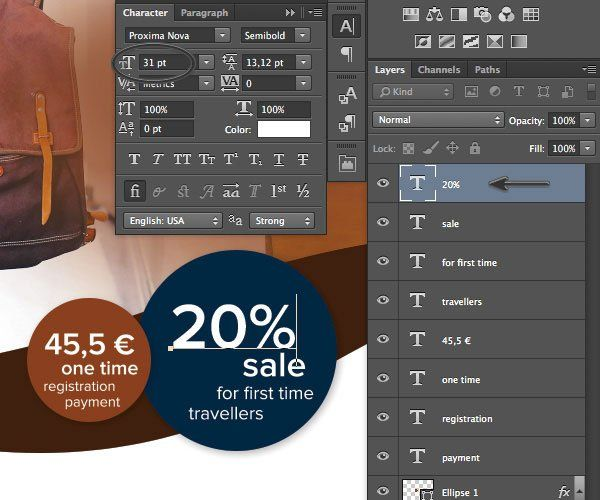 Character Paragraph
Proxima Nova Semibold
31 pt 13,12 pt
Metrics 0
100% 100%
0 pt Color:
English: USA aa Strong
45,5 €
one time
registration
payment
20%
sale
for first time
travellers
Layers Channels Paths
Kind
Normal Opacity: 100%
Lock: Fill: 100%
20%
sale
for first time
travellers
45,5 €
one time
registration
payment
Ellipse 1 fx